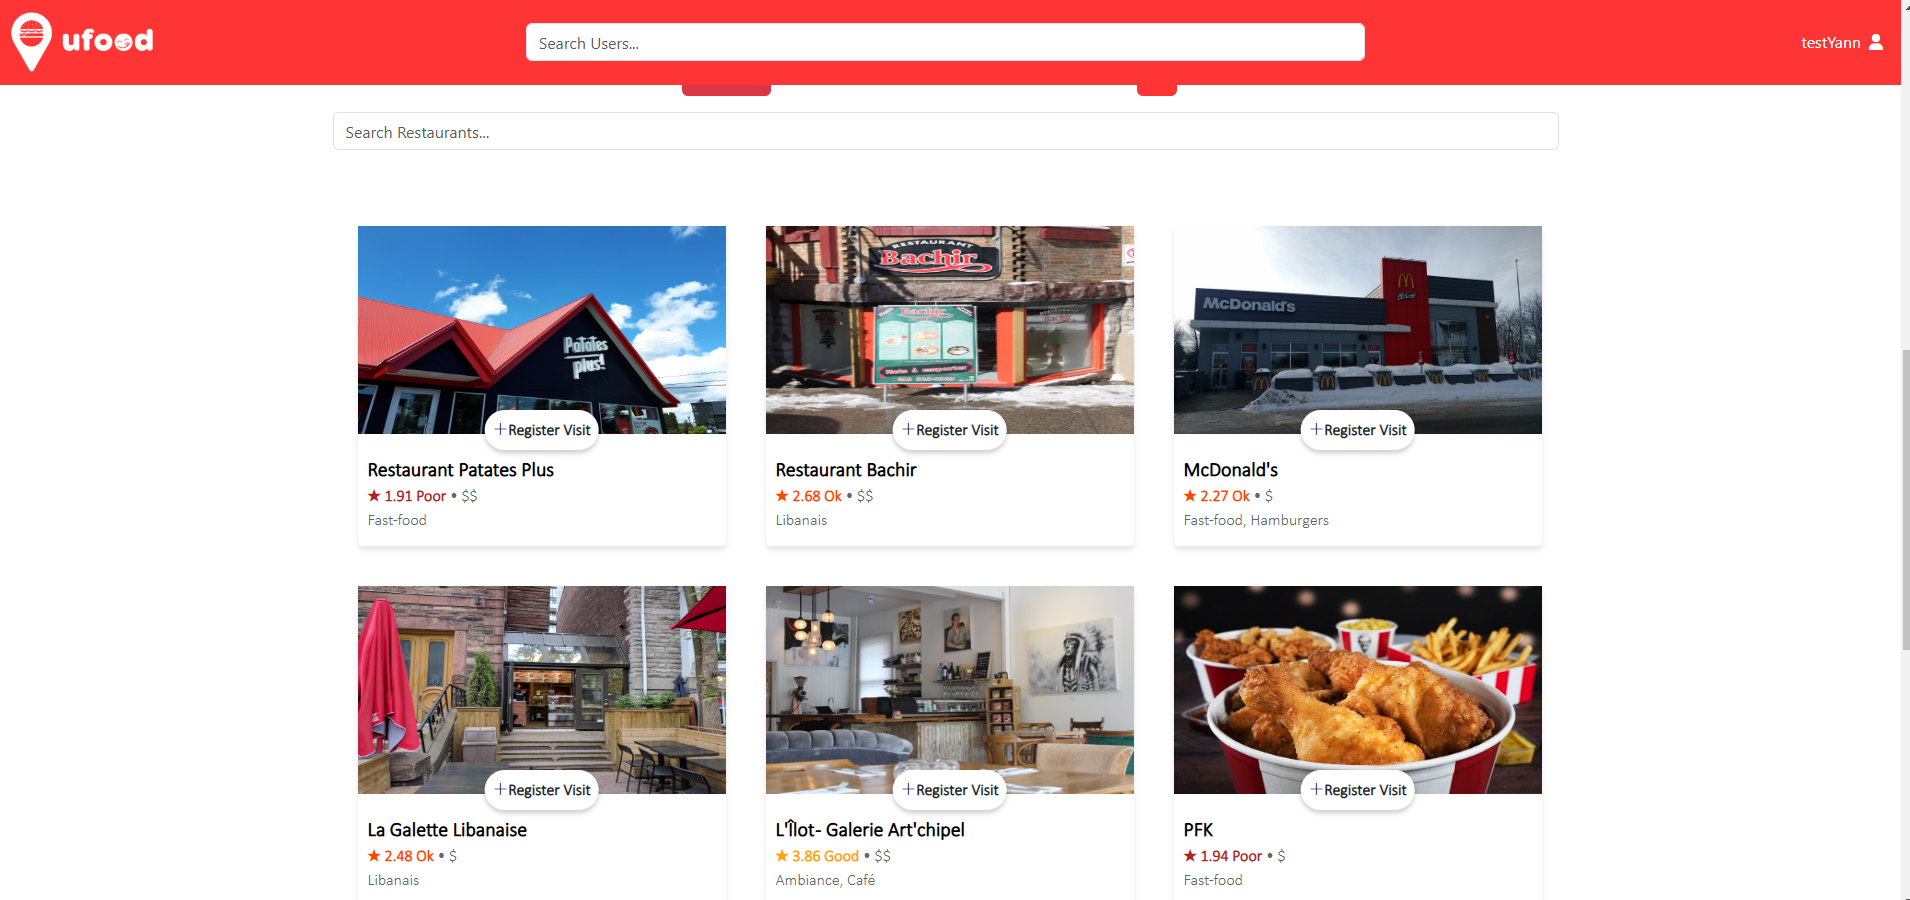 ufood
Search Users...
testYann
Search Restaurants...
Patates
plus!
RESTAURANT
Bachir
Bachir
Bachir
McDonald's
+Register Visit
+Register Visit
+Register Visit
Restaurant Patates Plus
Restaurant Bachir
McDonald's
★ 1.91 Poor • $$
★ 2.68 Ok • $$
★ 2.27 Ok • $
Fast-food
Libanais
Fast-food, Hamburgers
+Register Visit
+Register Visit
+Register Visit
La Galette Libanaise
L'Îlot- Galerie Art'chipel
PFK
★ 2.48 Ok • $
★ 3.86 Good • $$
★ 1.94 Poor • $
Libanais
Ambiance, Café
Fast-food